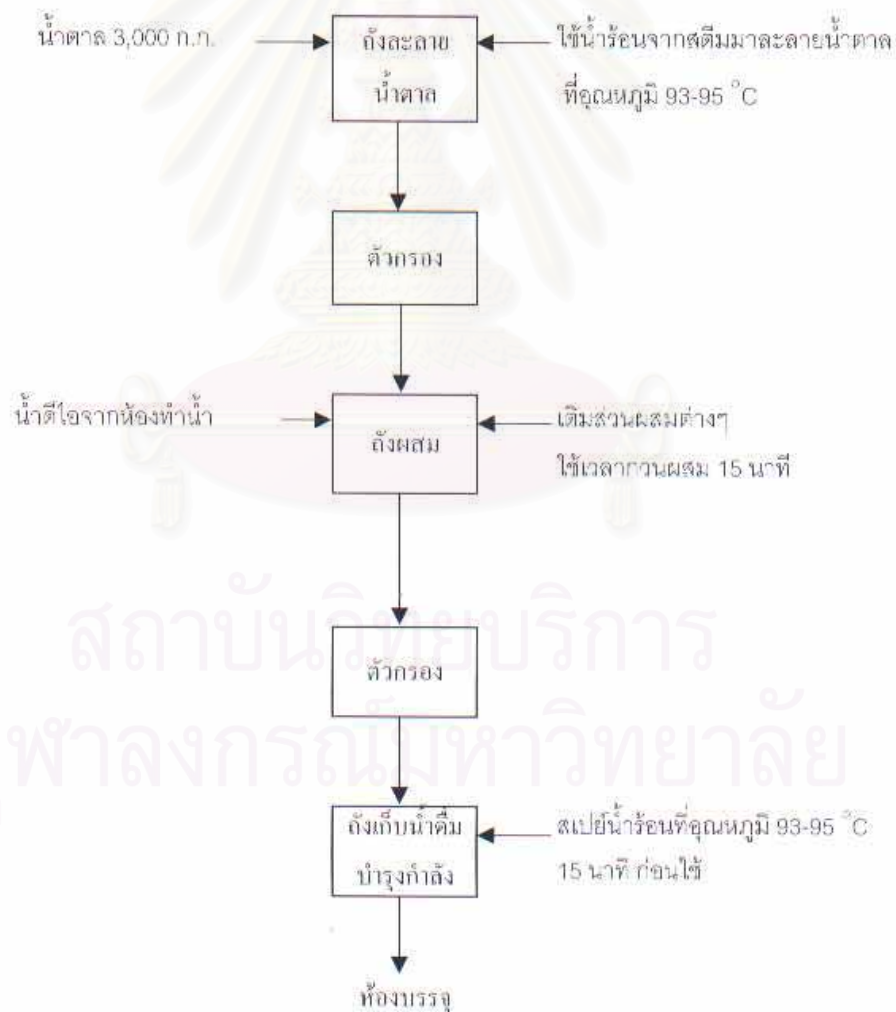 น้ำตาล 3,000 ก.ก.
ถังละลาย
น้ำตาล
ใช้น้ำร้อนจากสตีมมาละลายน้ำตาล
ที่อุณหภูมิ 93-95 °C
ตัวกรอง
น้ำดีไอจากห้องทำน้ำ
ถังผสม
เติมส่วนผสมต่างๆ
ใช้เวลากวนผสม 15 นาที
สถาบันวิทยบริการ
ตัวกรอง
จุฬาลงกรณ์มหาวิทยาลัย
ถังเก็บน้ำดื่ม
บำรุงกำลัง
สเปย์น้ำร้อนที่อุณหภูมิ 93-95 °C
15 นาที ก่อนใช้
ห้องบรรจุ